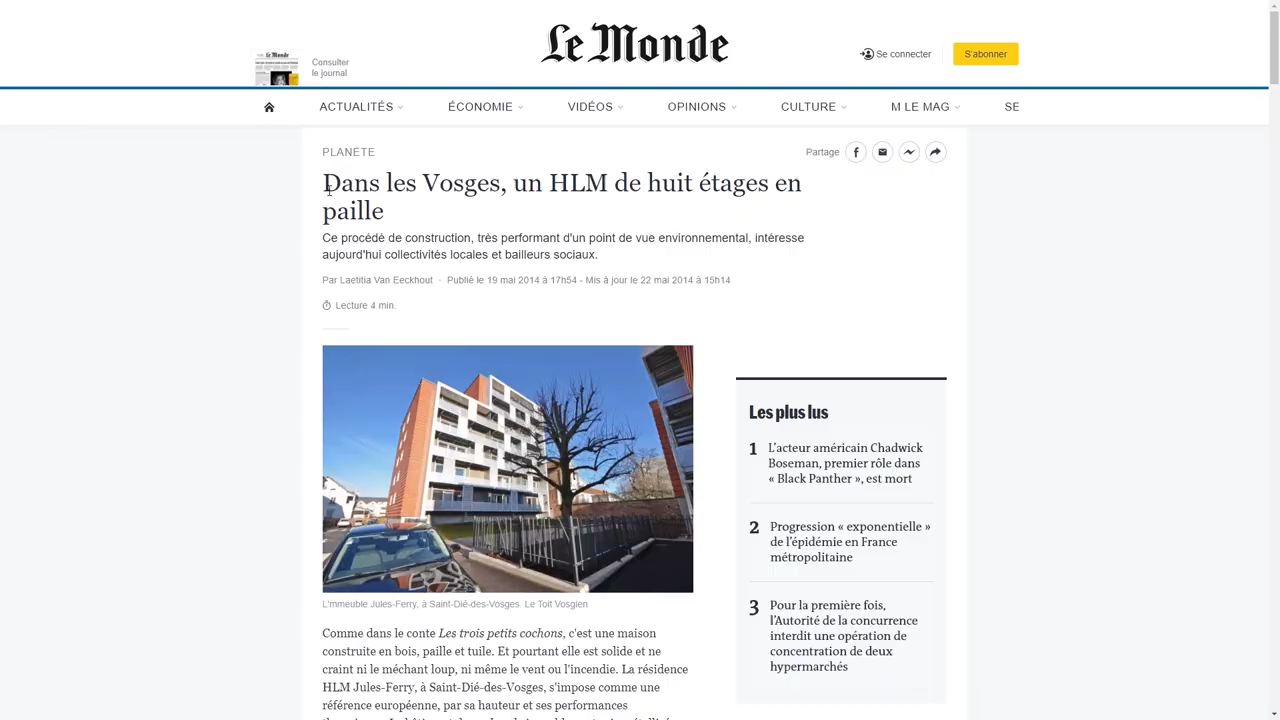 Le Monde
Consulter
le journal
Se connecter
S'abonner
ACTUALITÉS
ÉCONOMIE
VIDÉOS
OPINIONS
CULTURE
M LE MAG
SE
PLANÈTE
Partage
Dans les Vosges, un HLM de huit étages en
paille
Ce procédé de construction, très performant d'un point de vue environnemental, intéresse
aujourd'hui collectivités locales et bailleurs sociaux.
Par Laetitia Van Eeckhout - Publié le 19 mai 2014 à 17h54 - Mis à jour le 22 mai 2014 à 15h14
Lecture 4 min.
L'mmeuble Jules-Ferry, à Saint-Dié-des-Vosges. Le Toit Vosgien
Comme dans le conte Les trois petits cochons, c'est une maison
construite en bois, paille et tuile. Et pourtant elle est solide et ne
craint ni le méchant loup, ni même le vent ou l'incendie. La résidence
HLM Jules-Ferry, à Saint-Dié-des-Vosges, s'impose comme une
référence européenne, par sa hauteur et ses performances
Les plus lus
1 L'acteur américain Chadwick
Boseman, premier rôle dans
« Black Panther », est mort
2 Progression « exponentielle »
de l'épidémie en France
métropolitaine
3 Pour la première fois,
l'Autorité de la concurrence
interdit une opération de
concentration de deux
hypermarchés